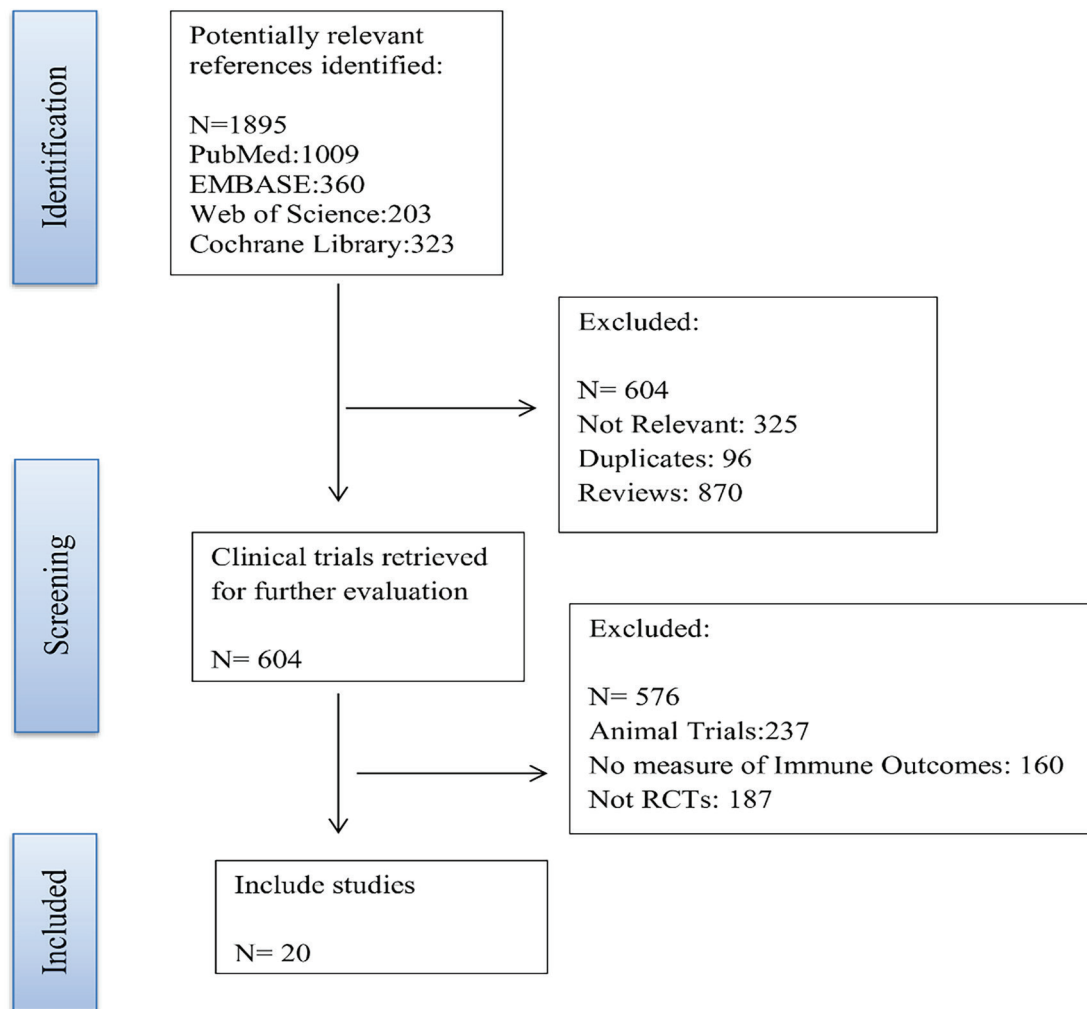 Identification
Potentially relevant
references identified:
N=1895
PubMed:1009
EMBASE:360
Web of Science:203
Cochrane Library:323
Excluded:
N= 604
Not Relevant: 325
Duplicates: 96
Reviews: 870
Screening
Clinical trials retrieved
for further evaluation
N= 604
Excluded:
N= 576
Animal Trials:237
No measure of Immune Outcomes: 160
Not RCTs: 187
Included
Include studies
N= 20